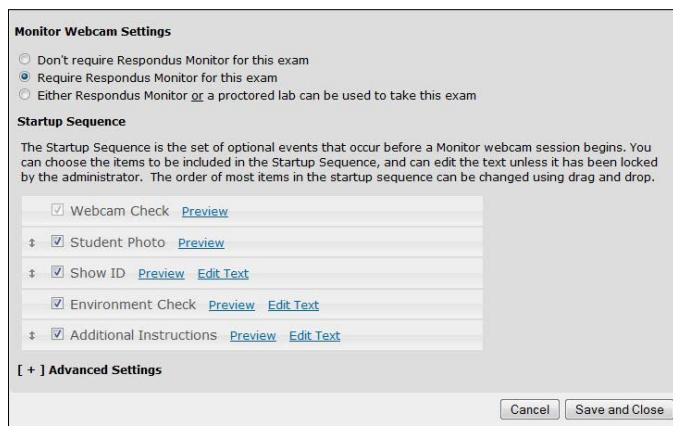 Monitor Webcam Settings
Don't require Respondus Monitor for this exam
Require Respondus Monitor for this exam
Either Respondus Monitor or a proctored lab can be used to take this exam
Startup Sequence
The Startup Sequence is the set of optional events that occur before a Monitor webcam session begins. You
can choose the items to be included in the Startup Sequence, and can edit the text unless it has been locked
by the administrator. The order of most items in the startup sequence can be changed using drag and drop.
Webcam Check Preview
Student Photo Preview
Show ID Preview Edit Text
Environment Check Preview Edit Text
Additional Instructions Preview Edit Text
[ + ] Advanced Settings
Cancel Save and Close